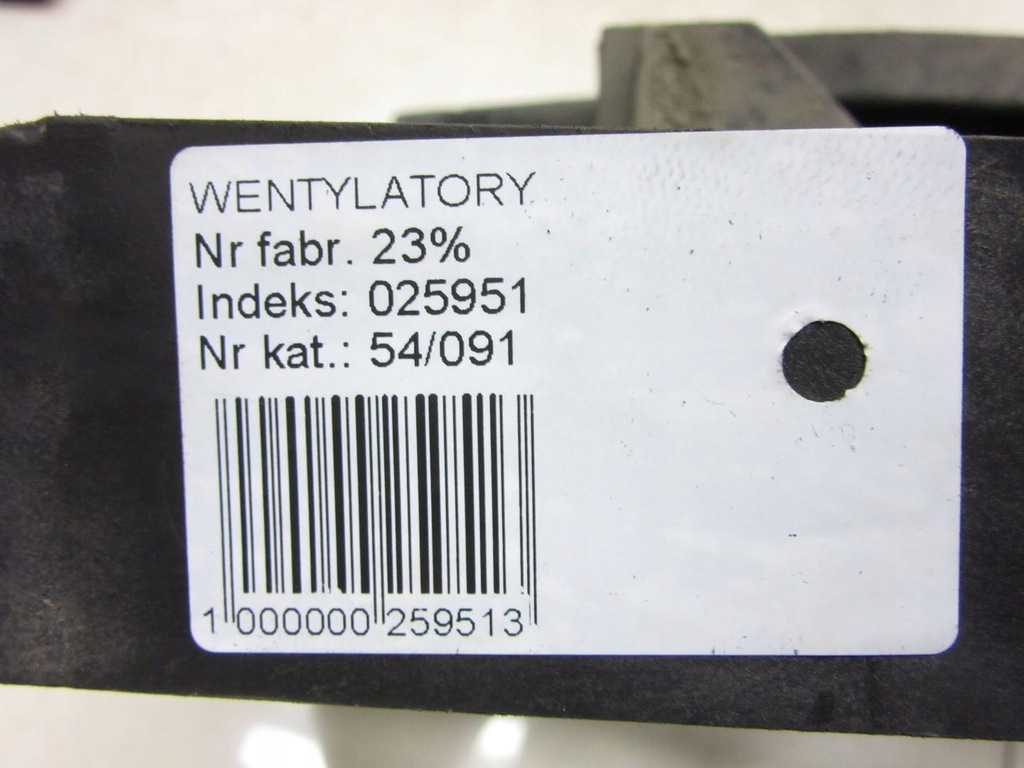 WENTYLATORY
Nr fabr. 23%
Indeks: 025951
Nr kat.: 54/091
1 000000 259513